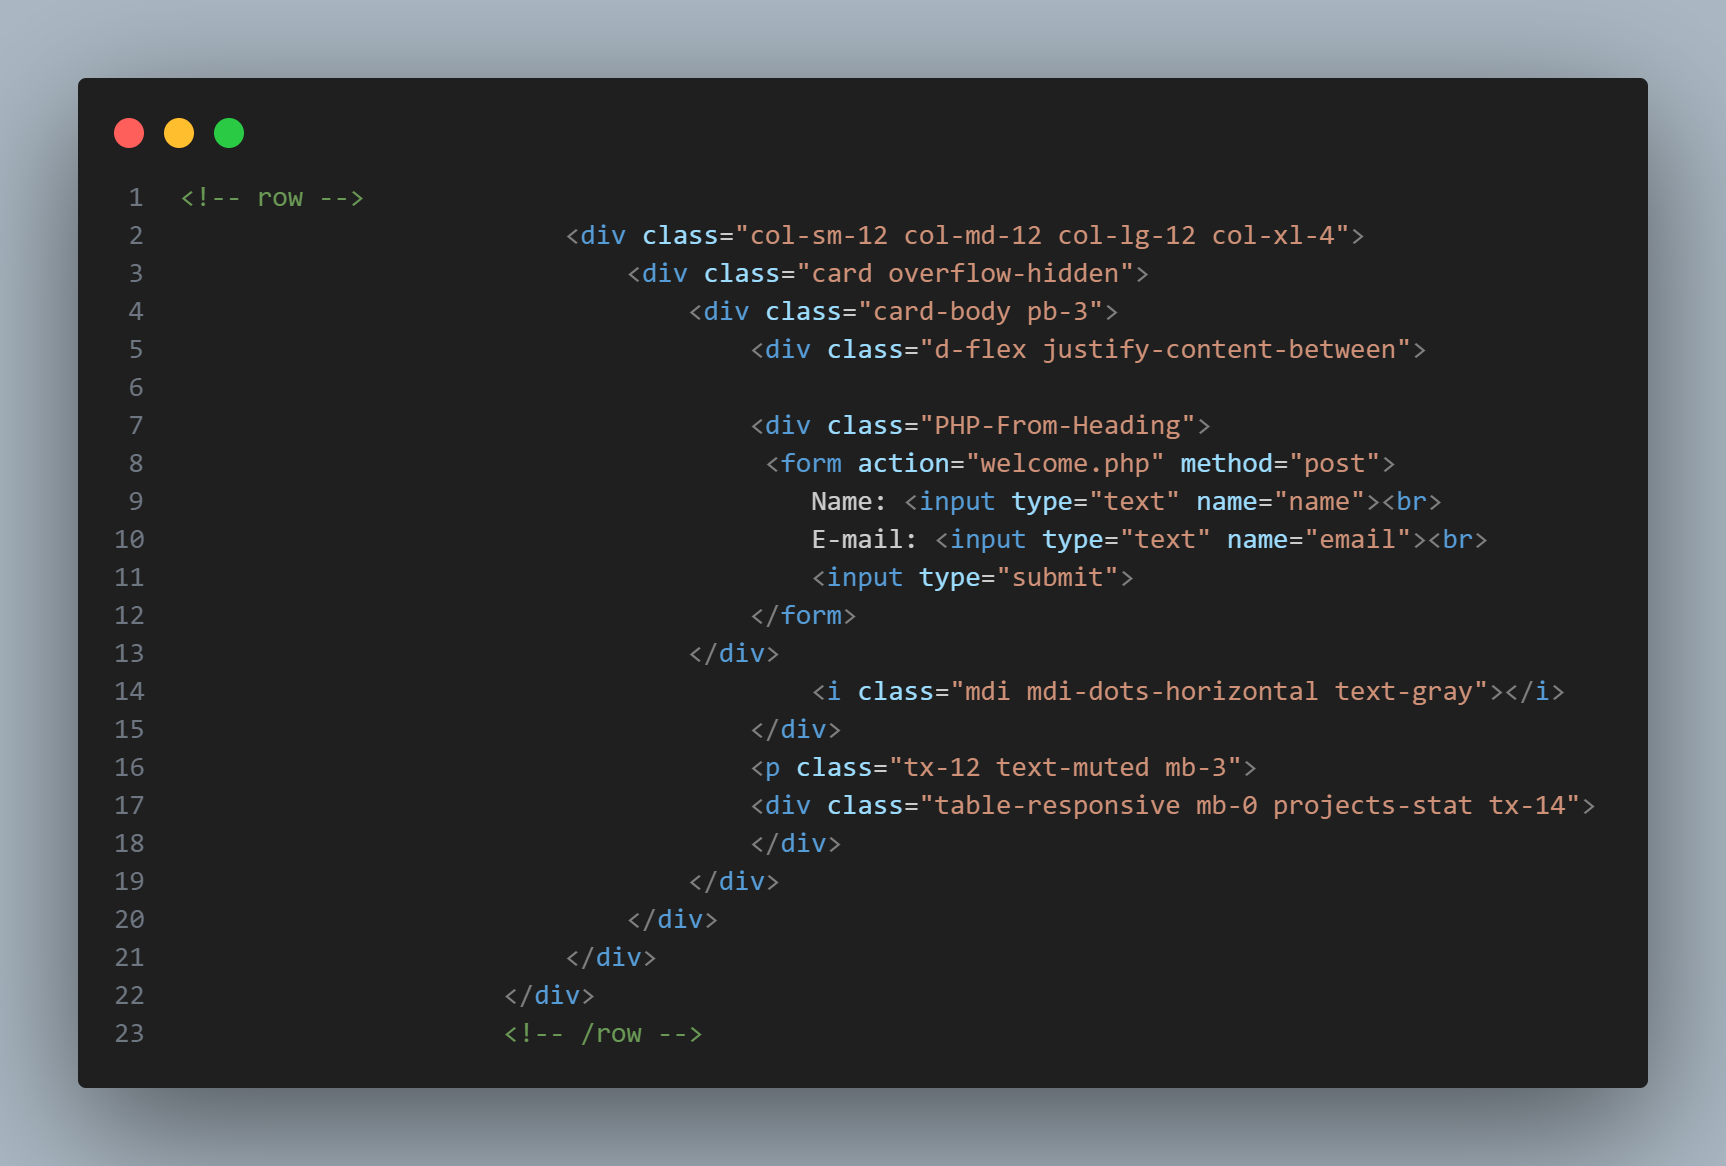 1 <!-- row -->
2 <div class="col-sm-12 col-md-12 col-lg-12 col-xl-4">
3 <div class="card overflow-hidden">
4 <div class="card-body pb-3">
5 <div class="d-flex justify-content-between">
6
7 <div class="PHP-From-Heading">
8 <form action="welcome.php" method="post">
9 Name: <input type="text" name="name"><br>
10 E-mail: <input type="text" name="email"><br>
11 <input type="submit">
12 </form>
13 </div>
14 <i class="mdi mdi-dots-horizontal text-gray"></i>
15 </div>
16 <p class="tx-12 text-muted mb-3">
17 <div class="table-responsive mb-0 projects-stat tx-14">
18 </div>
19 </div>
20 </div>
21 </div>
22 </div>
23 <!-- /row -->